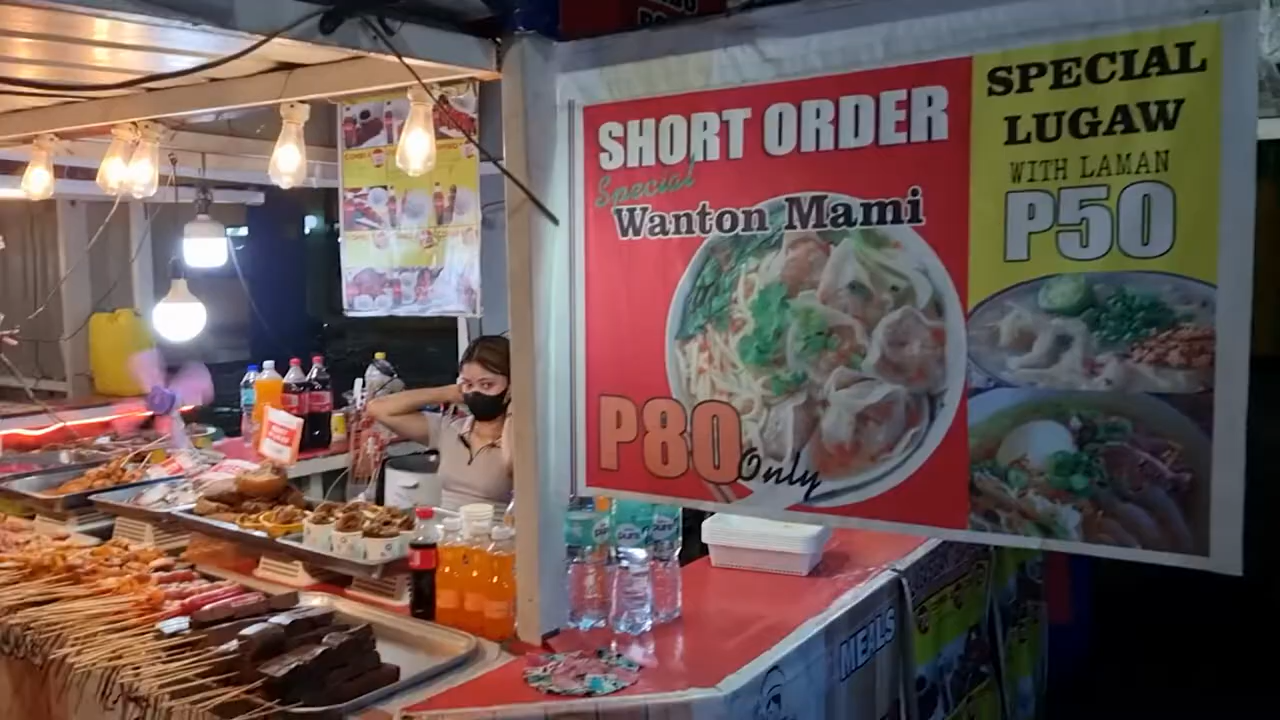 SHORT ORDER
Special
Wanton Mami
P80 Only
SPECIAL
LUGAW
WITH LAMAN
P50
MEALS